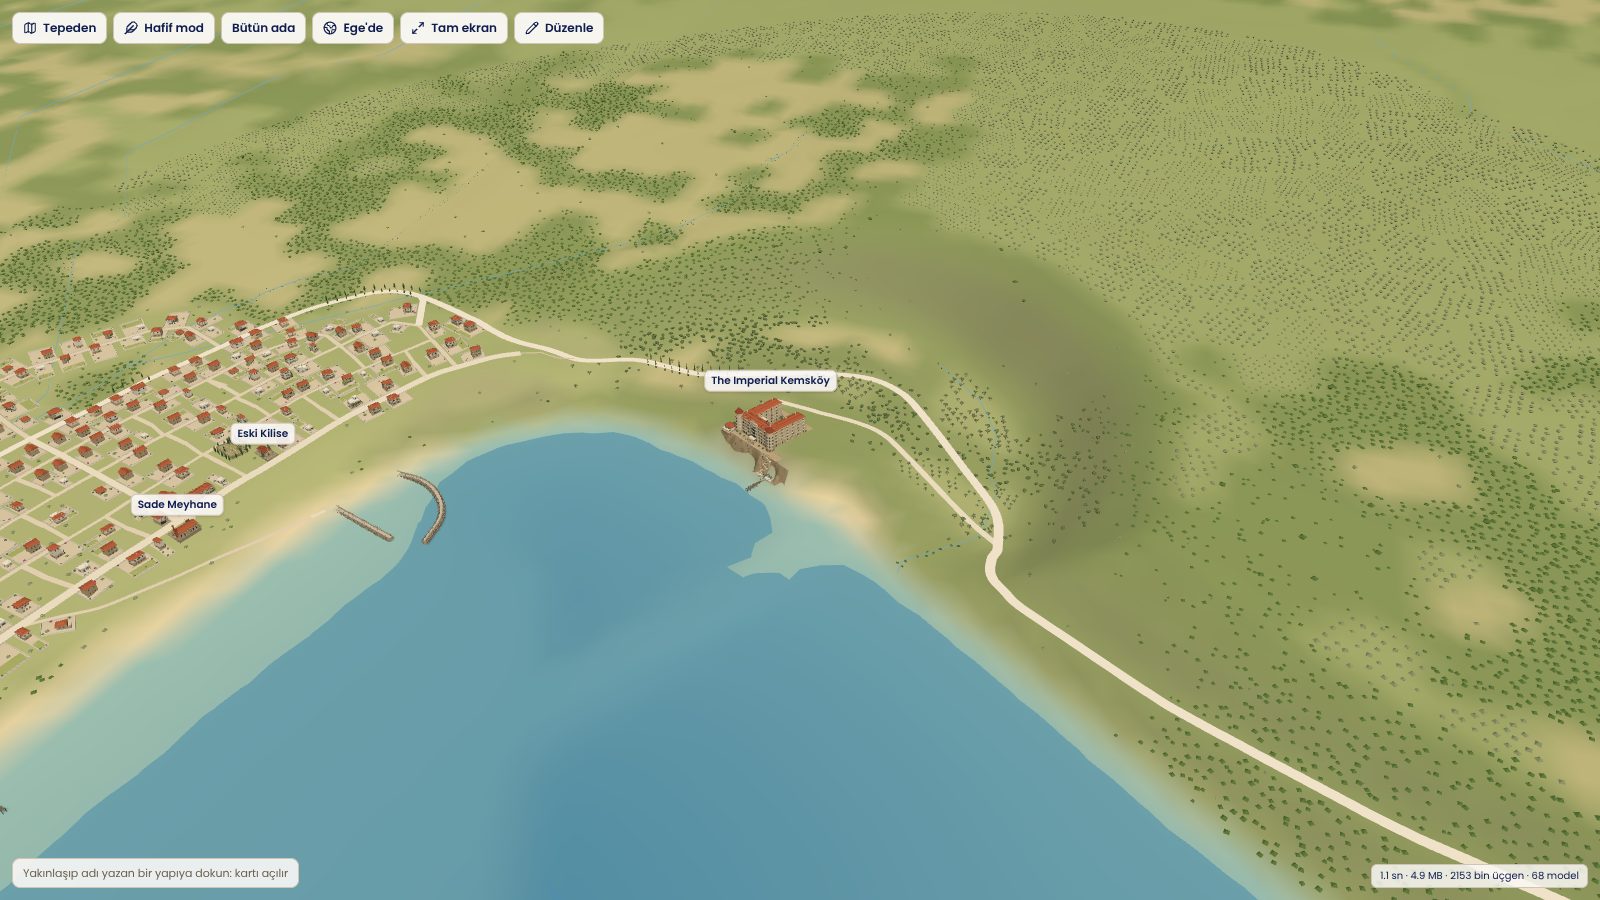 Tepeden
Hafif mod
Bütün ada
Ege'de
Tam ekran
Düzenle
The Imperial Kemsköy
Eski Kilise
Sade Meyhane
Yakınlaşıp adı yazan bir yapıya dokun: kartı açılır
1.1 sn · 4.9 MB · 2153 bin üçgen · 68 model